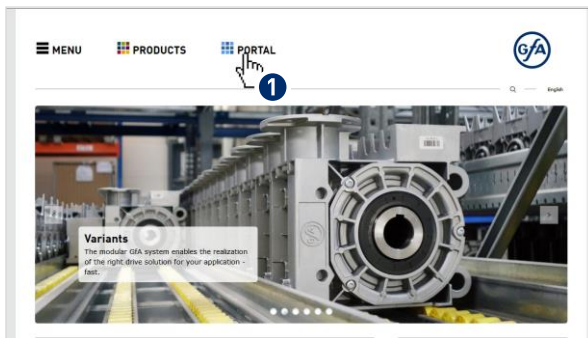 MENU PRODUCTS PORTAL GfA
1
English
Variants
The modular GfA system enables the realization
of the right drive solution for your application -
fast.